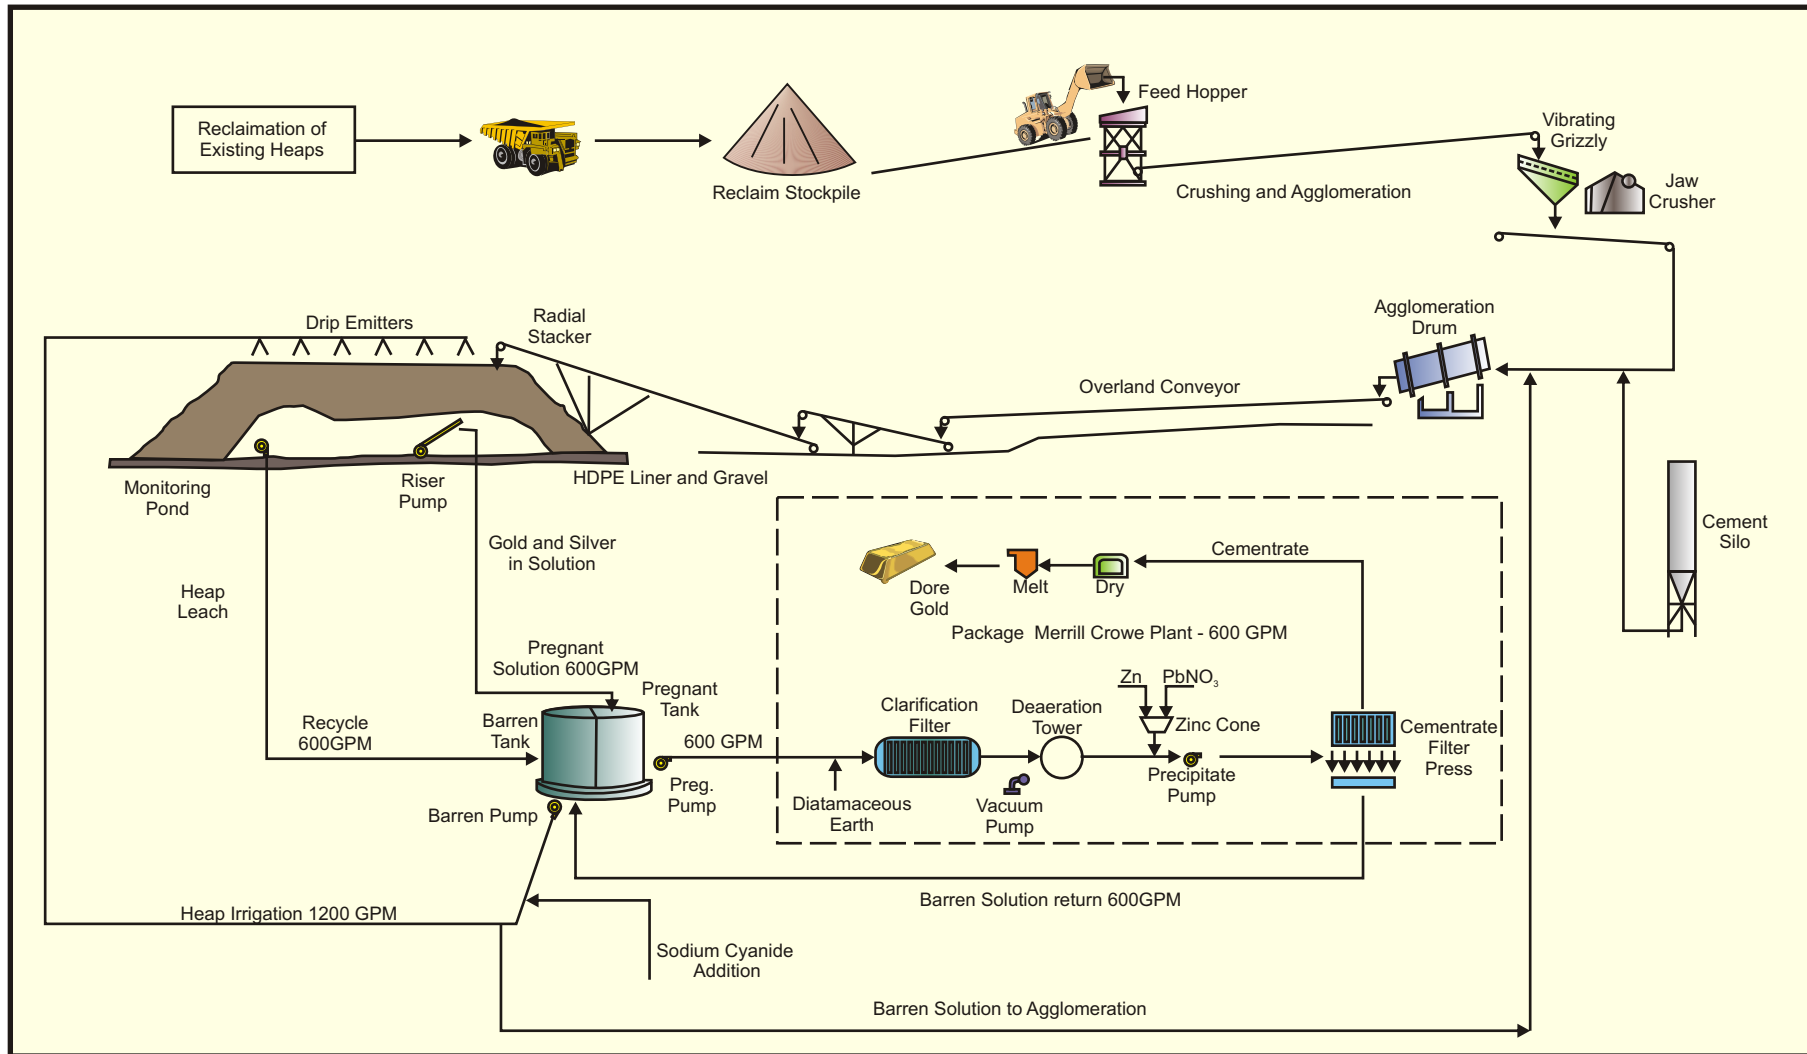 Reclaimation of
Existing Heaps
Reclaim Stockpile
Feed Hopper
Crushing and Agglomeration
Vibrating
Grizzly
Jaw
Crusher
Drip Emitters
Radial
Stacker
Overland Conveyor
Agglomeration
Drum
Monitoring
Pond
Riser
Pump
HDPE Liner and Gravel
Cement
Silo
Gold and Silver
in Solution
Heap
Leach
Dore
Gold
Melt
Dry
Cementrate
Package Merrill Crowe Plant - 600 GPM
Pregnant
Solution 600GPM
Pregnant
Tank
Barren
Tank
Recycle
600GPM
600 GPM
Preg.
Pump
Barren Pump
Clarification
Filter
Deaeration
Tower
Zn
PbNO3
Zinc Cone
Precipitate
Pump
Cementrate
Filter
Press
Diatamaceous
Earth
Vacuum
Pump
Heap Irrigation 1200 GPM
Barren Solution return 600GPM
Sodium Cyanide
Addition
Barren Solution to Agglomeration